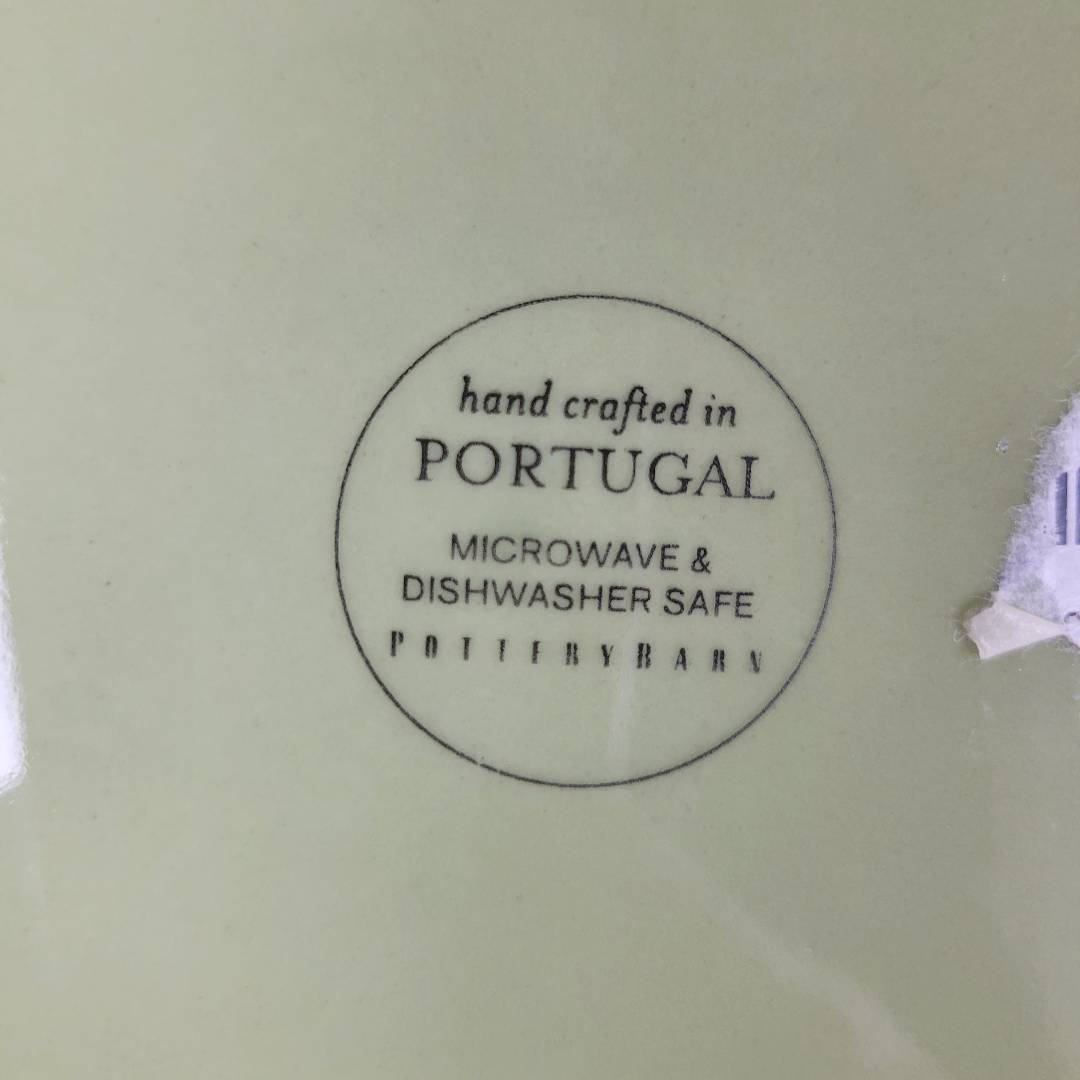 hand crafted in
PORTUGAL
MICROWAVE &
DISHWASHER SAFE
POTTERYBARN